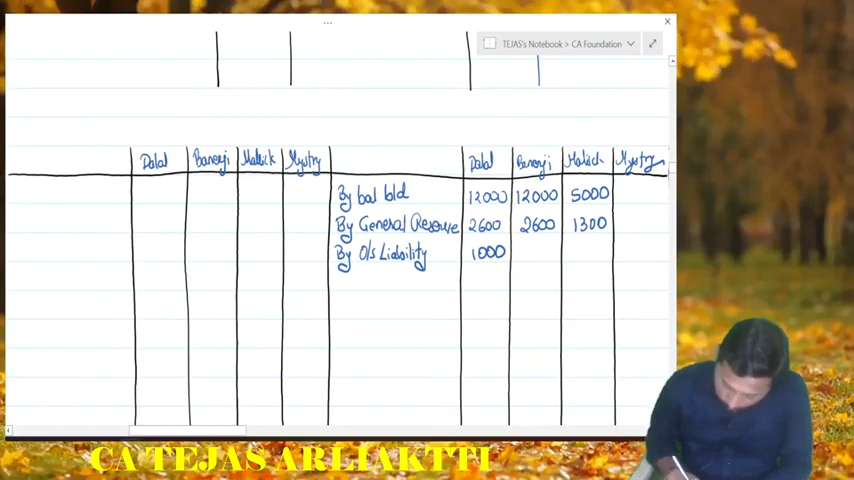 TEJAS's Notebook > CA Foundation
Dalal Banerji Mallick Mystry Dalal Banerji Mallick Mystry
By bal b/d 12000 12000 5000
By General Reserve 2600 2600 1300
By O/s Liability 1000
CA TEJAS ARLIAKTTI